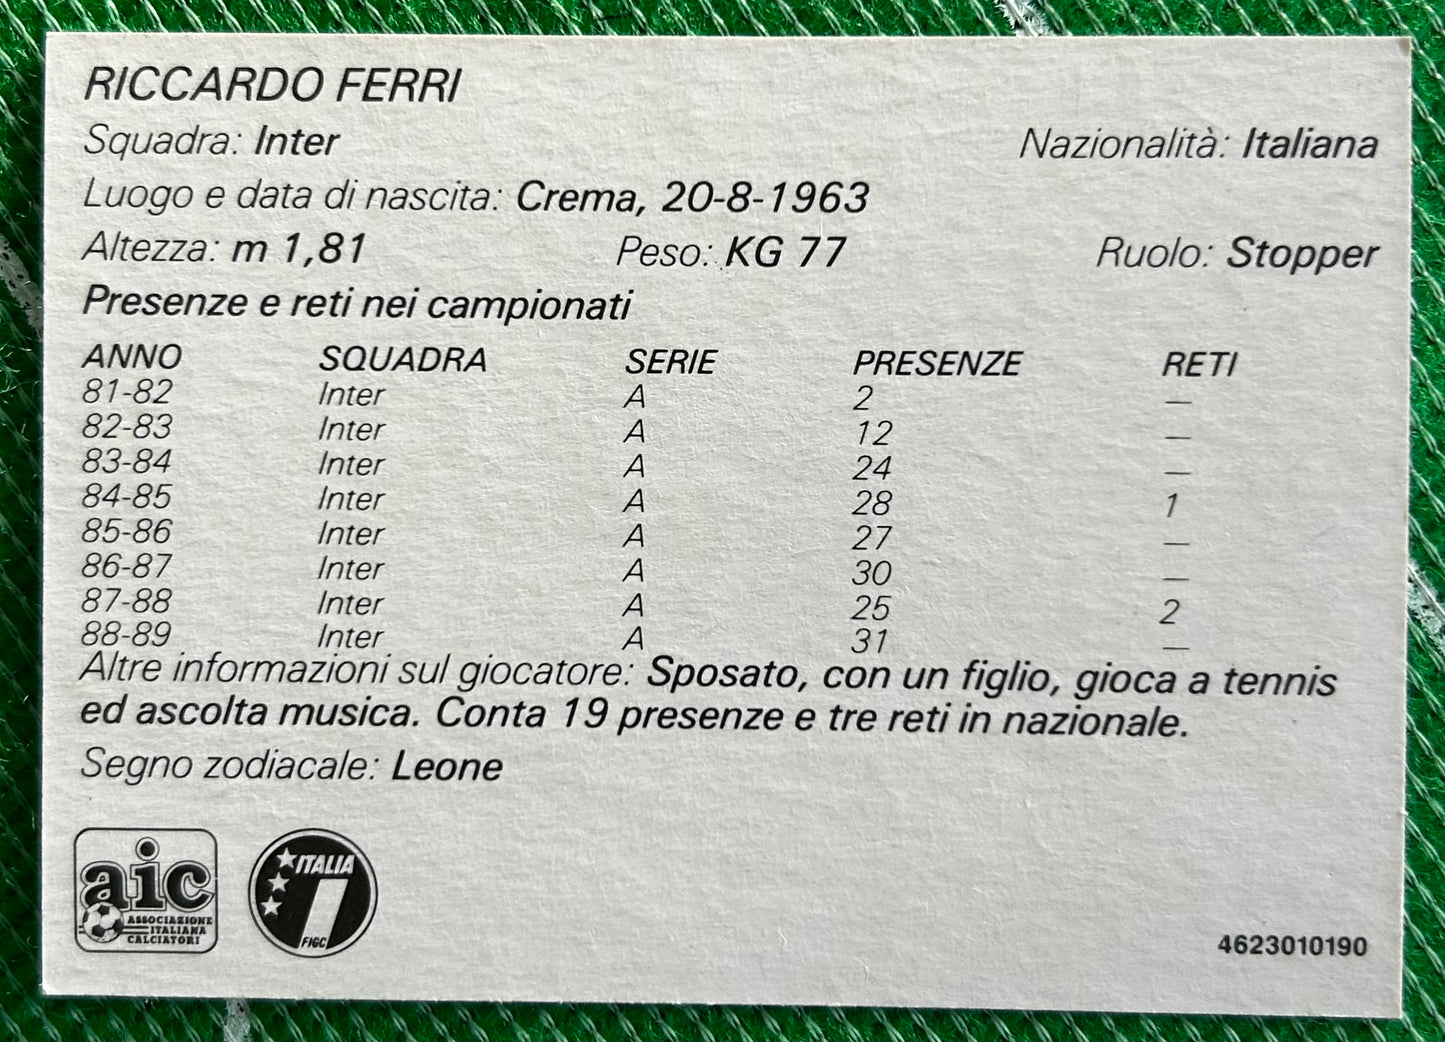 RICCARDO FERRI
Squadra: Inter Nazionalità: Italiana
Luogo e data di nascita: Crema, 20-8-1963
Altezza: m 1,81 Peso: KG 77 Ruolo: Stopper
Presenze e reti nei campionati
ANNO SQUADRA SERIE PRESENZE RETI
81-82 Inter A 2 —
82-83 Inter A 12 —
83-84 Inter A 24 —
84-85 Inter A 28 1
85-86 Inter A 27 —
86-87 Inter A 30 —
87-88 Inter A 25 2
88-89 Inter A 31 —
Altre informazioni sul giocatore: Sposato, con un figlio, gioca a tennis
ed ascolta musica. Conta 19 presenze e tre reti in nazionale.
Segno zodiacale: Leone
aic
ASSOCIAZIONE
ITALIANA
CALCIATORI
ITALIA
1
FIGC
4623010190